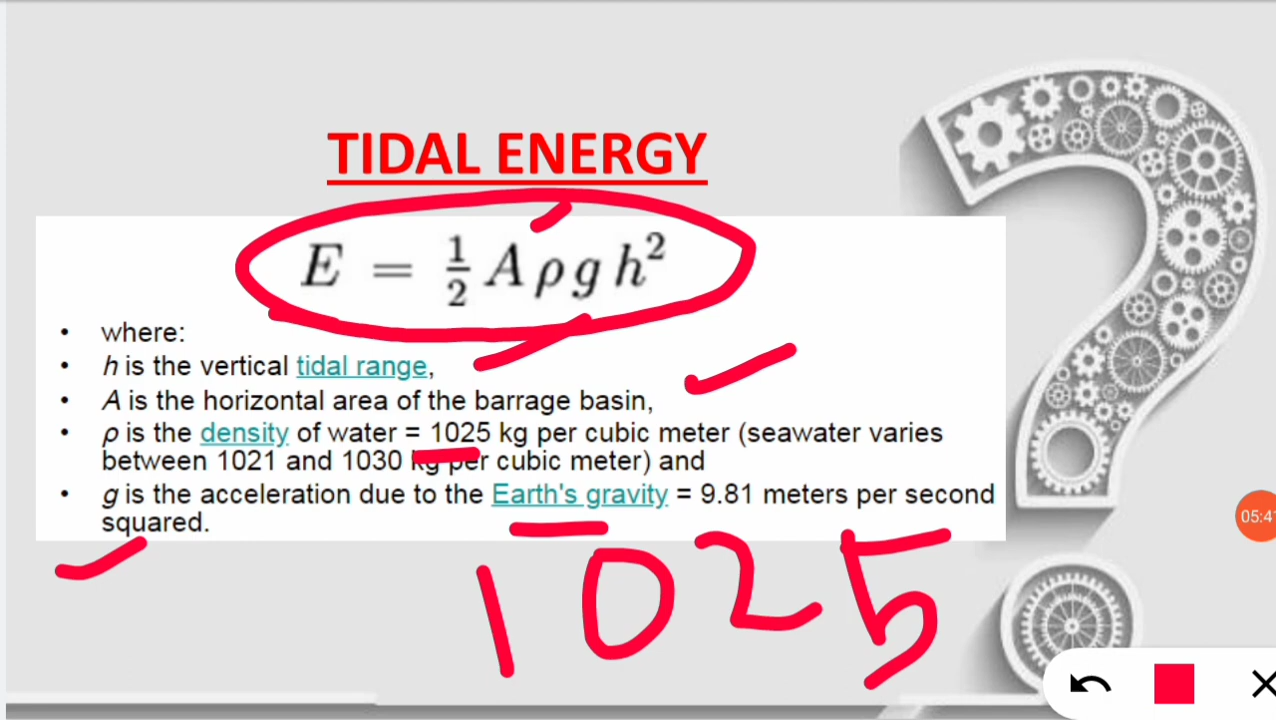 TIDAL ENERGY
E = ½ A ρ g h²
• where:
• h is the vertical tidal range,
• A is the horizontal area of the barrage basin,
• ρ is the density of water = 1025 kg per cubic meter (seawater varies
between 1021 and 1030 kg per cubic meter) and
• g is the acceleration due to the Earth's gravity = 9.81 meters per second
squared.
05:4
1025